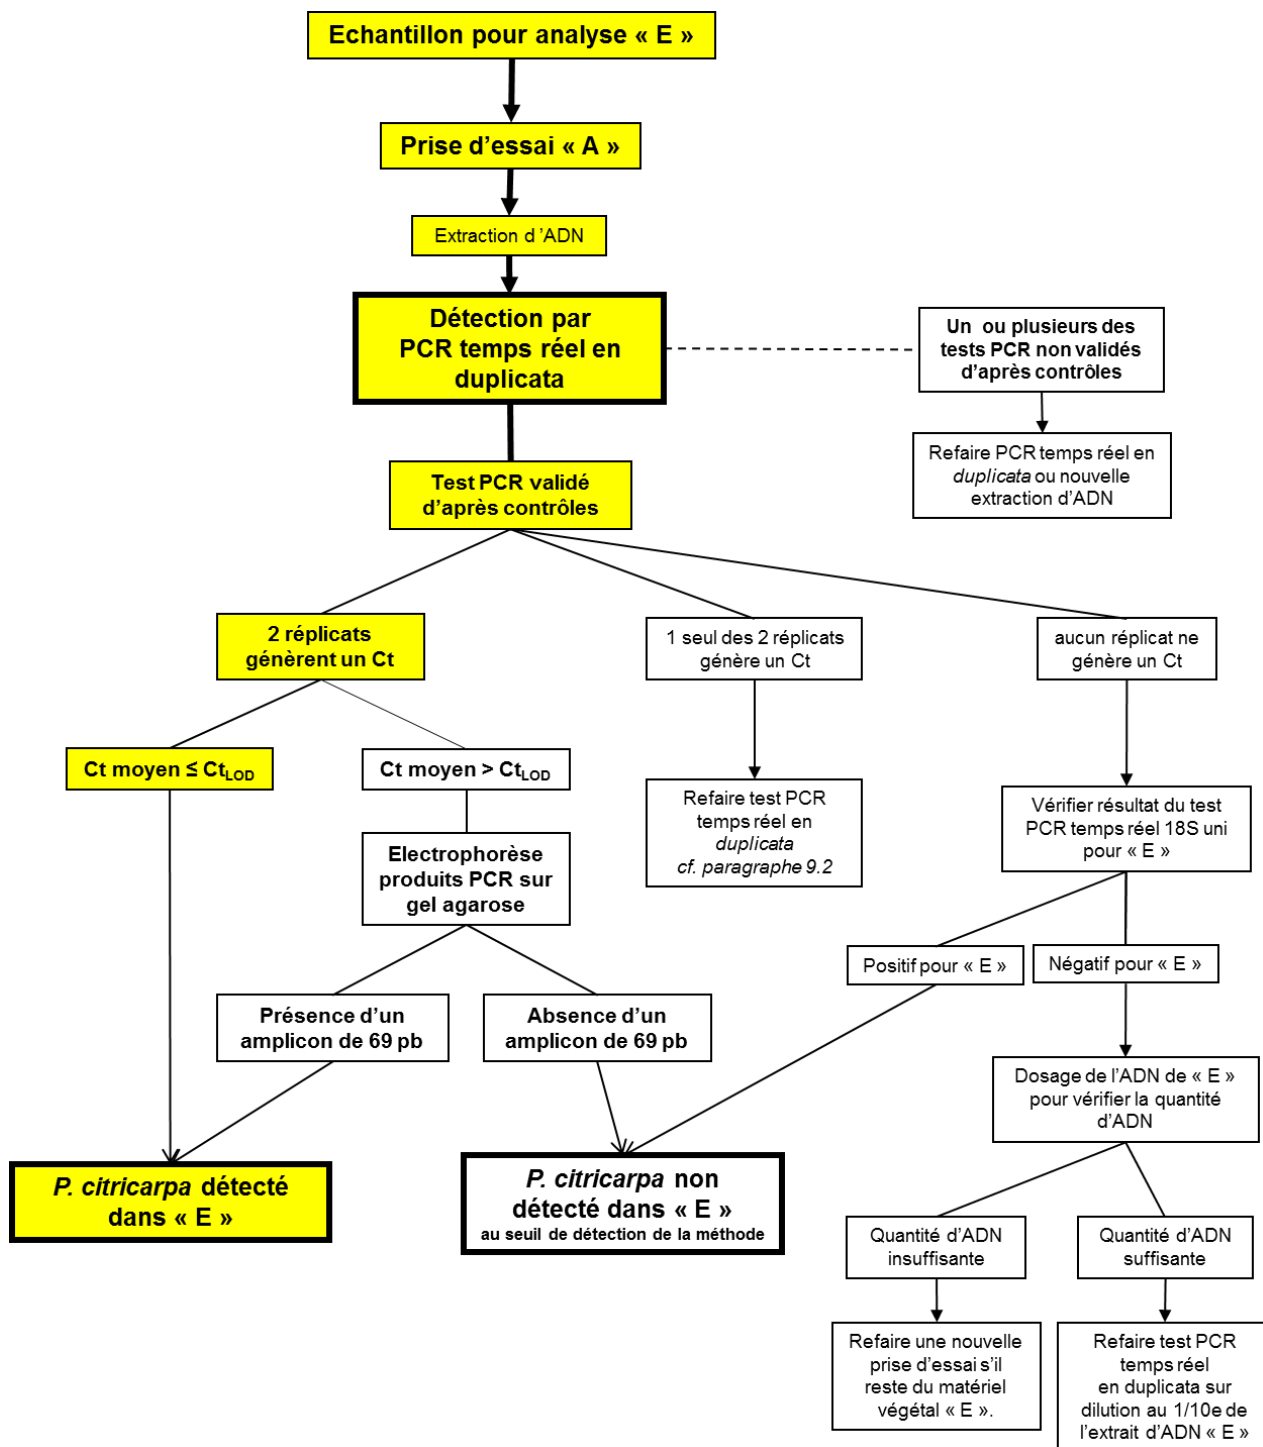 Echantillon pour analyse « E »
Prise d'essai « A »
Extraction d 'ADN
Détection par
PCR temps réel en
duplicata
Un ou plusieurs des
tests PCR non validés
d'après contrôles
Refaire PCR temps réel en
duplicata ou nouvelle
extraction d'ADN
Test PCR validé
d'après contrôles
2 réplicats
génèrent un Ct
1 seul des 2 réplicats
génère un Ct
aucun réplicat ne
génère un Ct
Ct moyen ≤ CtLOD
Ct moyen > CtLOD
Refaire test PCR
temps réel en
duplicata
cf. paragraphe 9.2
Vérifier résultat du test
PCR temps réel 18S uni
pour « E »
Electrophorèse
produits PCR sur
gel agarose
Positif pour « E »
Négatif pour « E »
Présence d'un
amplicon de 69 pb
Absence d'un
amplicon de 69 pb
Dosage de l'ADN de « E »
pour vérifier la quantité
d'ADN
P. citricarpa détecté
dans « E »
P. citricarpa non
détecté dans « E »
au seuil de détection de la méthode
Quantité d'ADN
insuffisante
Quantité d'ADN
suffisante
Refaire une nouvelle
prise d'essai s'il
reste du matériel
végétal « E ».
Refaire test PCR
temps réel
en duplicata sur
dilution au 1/10e de
l'extrait d'ADN « E »